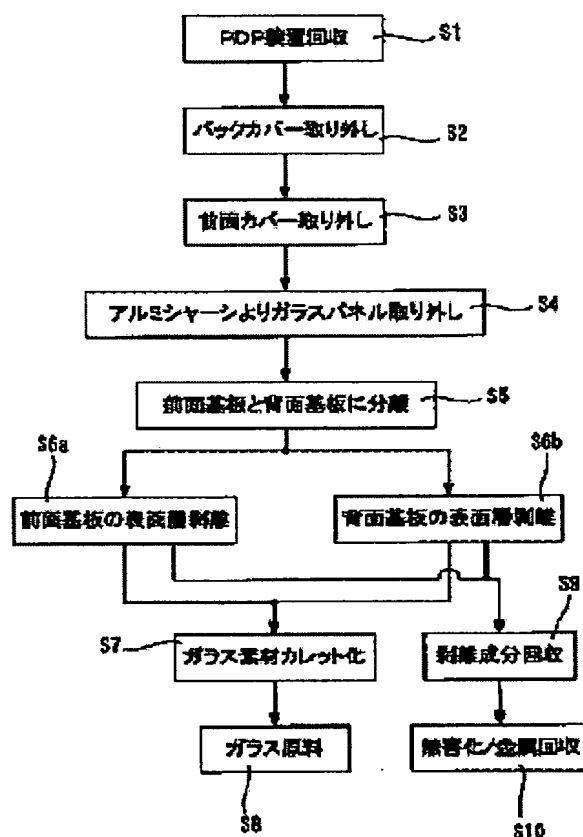 PDP装置回収
S1
バックカバー取り外し
S2
前面カバー取り外し
S3
アルミシャーシよりガラスパネル取り外し
S4
前面基板と背面基板に分離
S5
S6a
S6b
前面基板の表面層剥離
背面基板の表面層剥離
S7
S9
ガラス素材カレット化
剥離成分回収
ガラス原料
無害化/金属回収
S8
S10